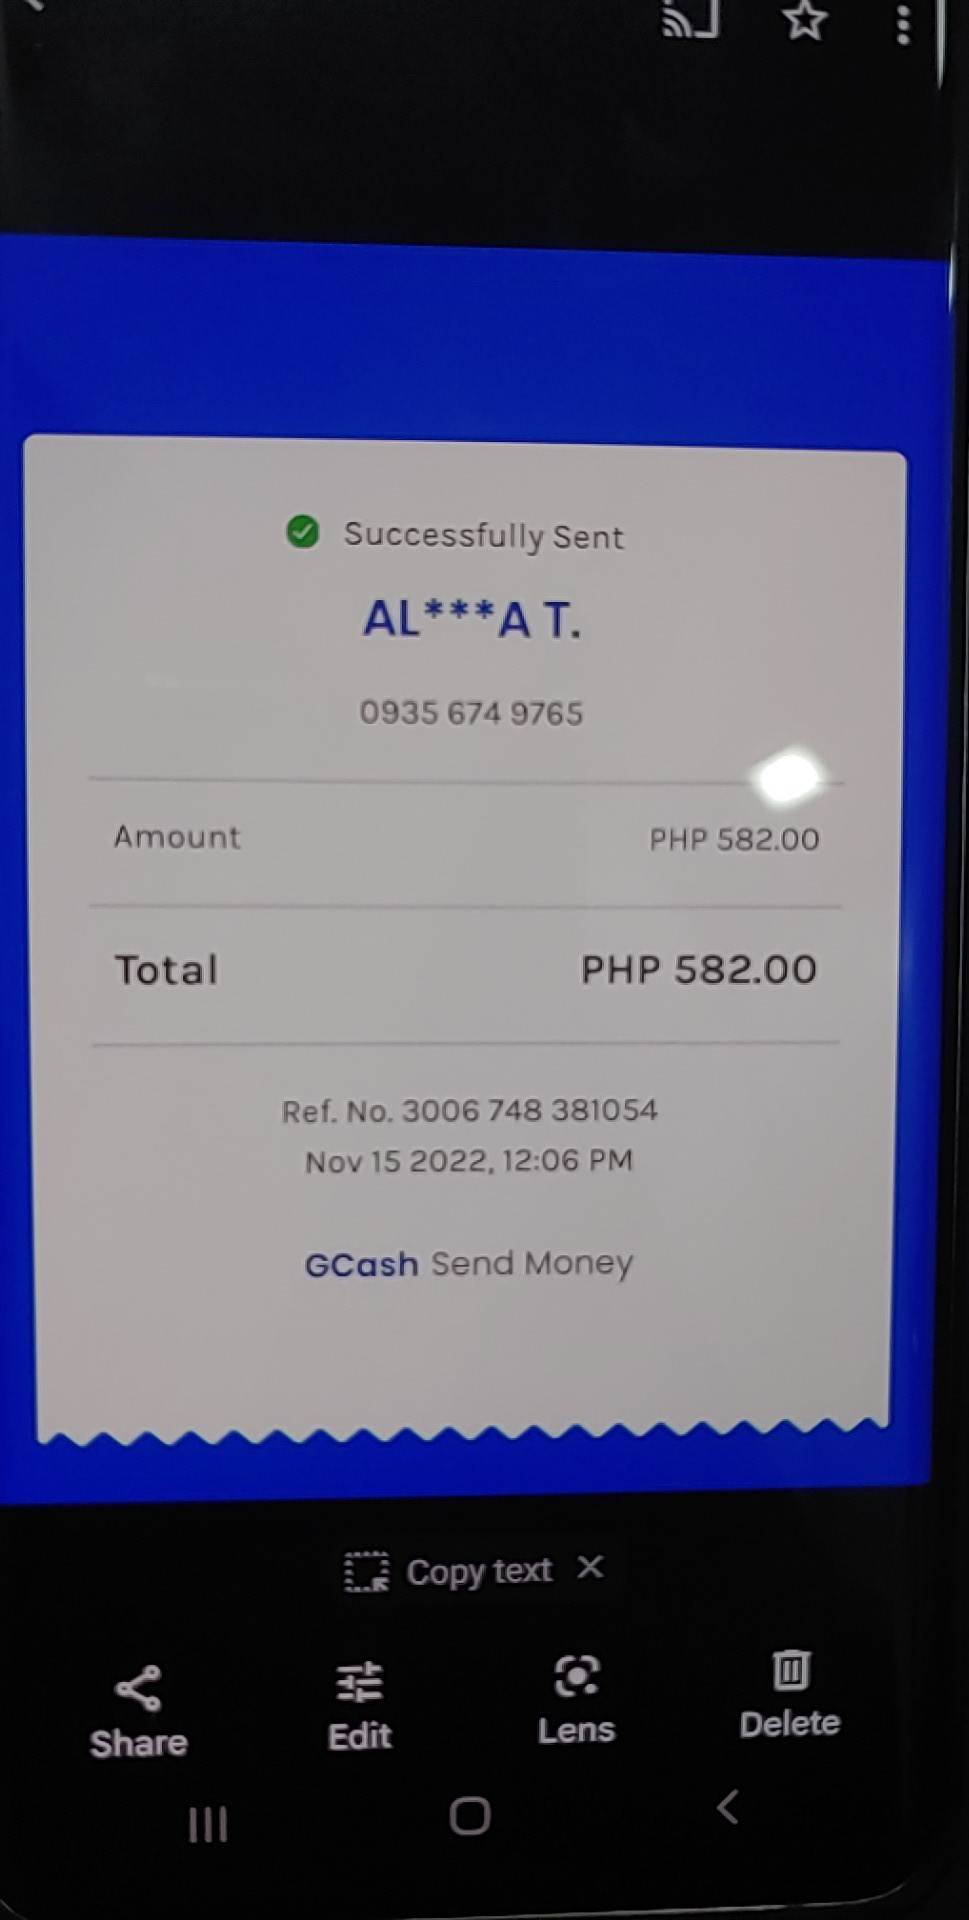 Successfully Sent
AL***A T.
0935 674 9765
Amount PHP 582.00
Total PHP 582.00
Ref. No. 3006 748 381054
Nov 15 2022, 12:06 PM
GCash Send Money
Copy text
Share Edit Lens Delete